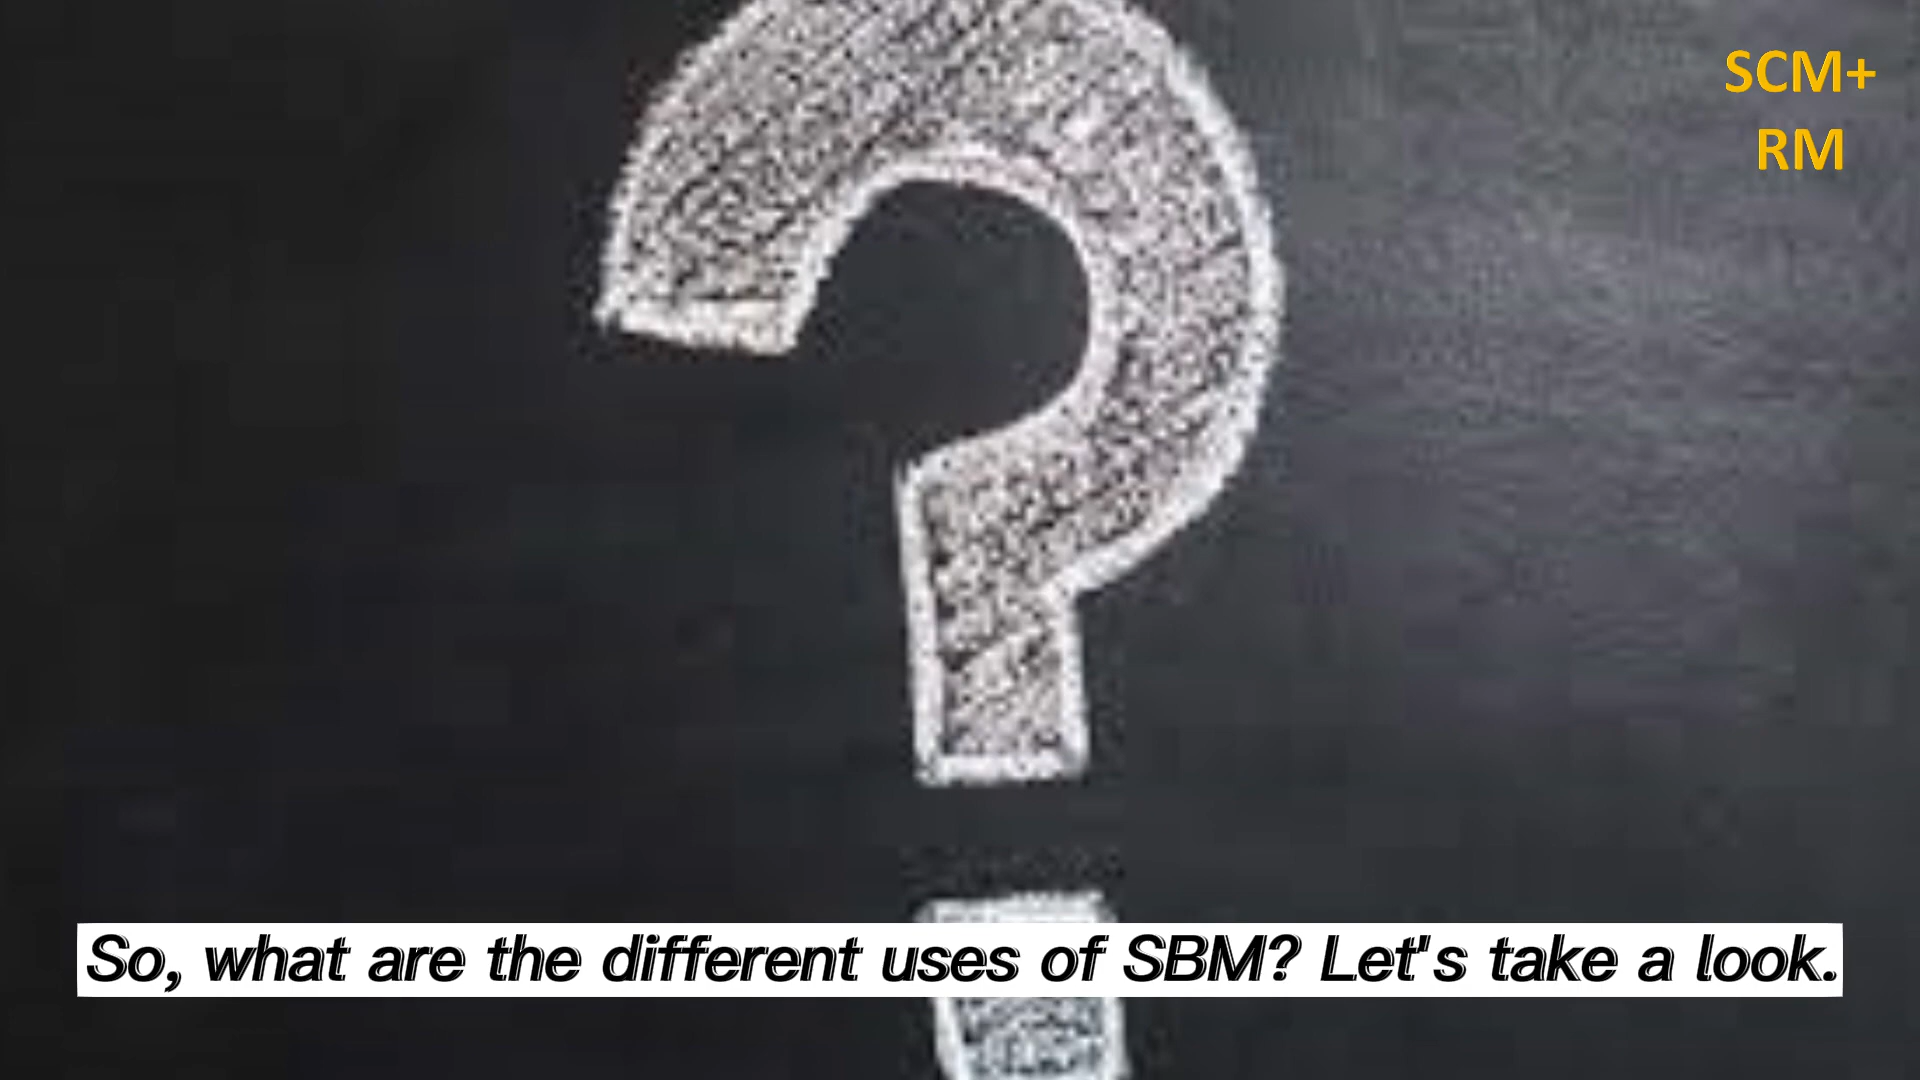 SCM+
RM
So, what are the different uses of SBM? Let's take a look.